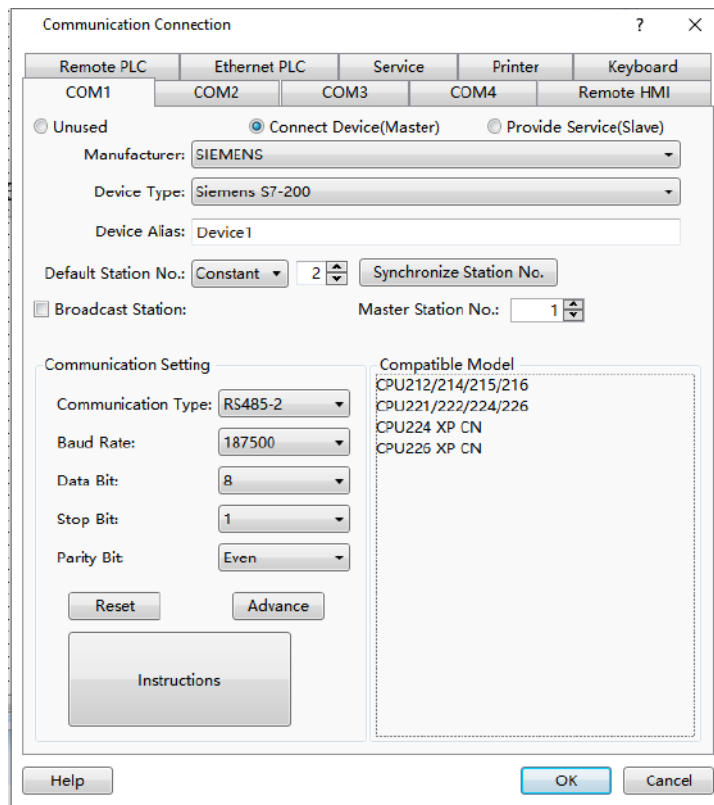 Communication Connection ? ×
Remote PLC Ethernet PLC Service Printer Keyboard
COM1 COM2 COM3 COM4 Remote HMI
Unused Connect Device(Master) Provide Service(Slave)
Manufacturer: SIEMENS
Device Type: Siemens S7-200
Device Alias: Device1
Default Station No.: Constant 2 Synchronize Station No.
Broadcast Station: Master Station No.: 1
Communication Setting Compatible Model
CPU212/214/215/216
CPU221/222/224/226
CPU224 XP CN
CPU226 XP CN
Communication Type: RS485-2
Baud Rate: 187500
Data Bit: 8
Stop Bit: 1
Parity Bit: Even
Reset Advance
Instructions
Help OK Cancel